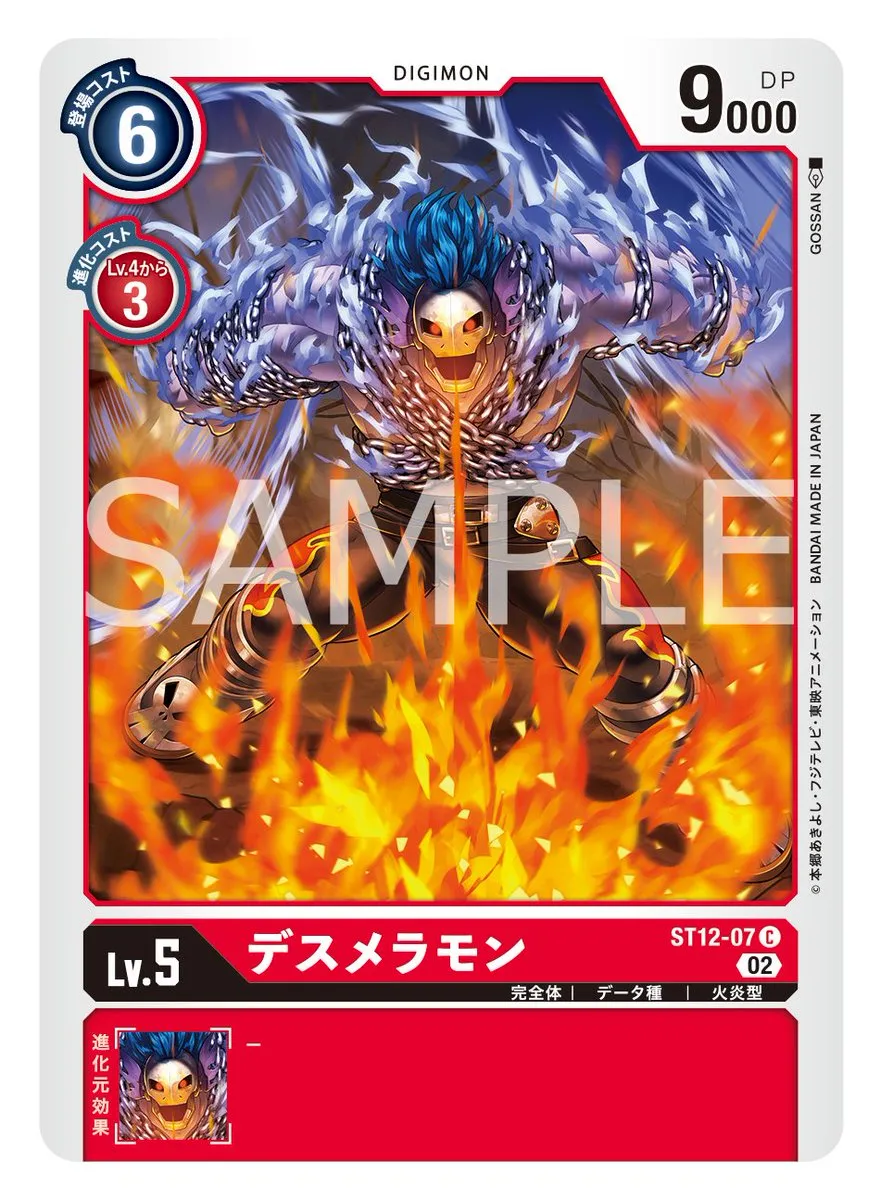 DIGIMON
登場コスト
6
DP
9000
進化コスト
Lv.4から
3
GOSSAN
SAMPLE
© 本郷あきよし・フジテレビ・東映アニメーション BANDAI MADE IN JAPAN
Lv.5
デスメラモン
ST12-07 C
02
完全体 | データ種 | 火炎型
進化元効果
－